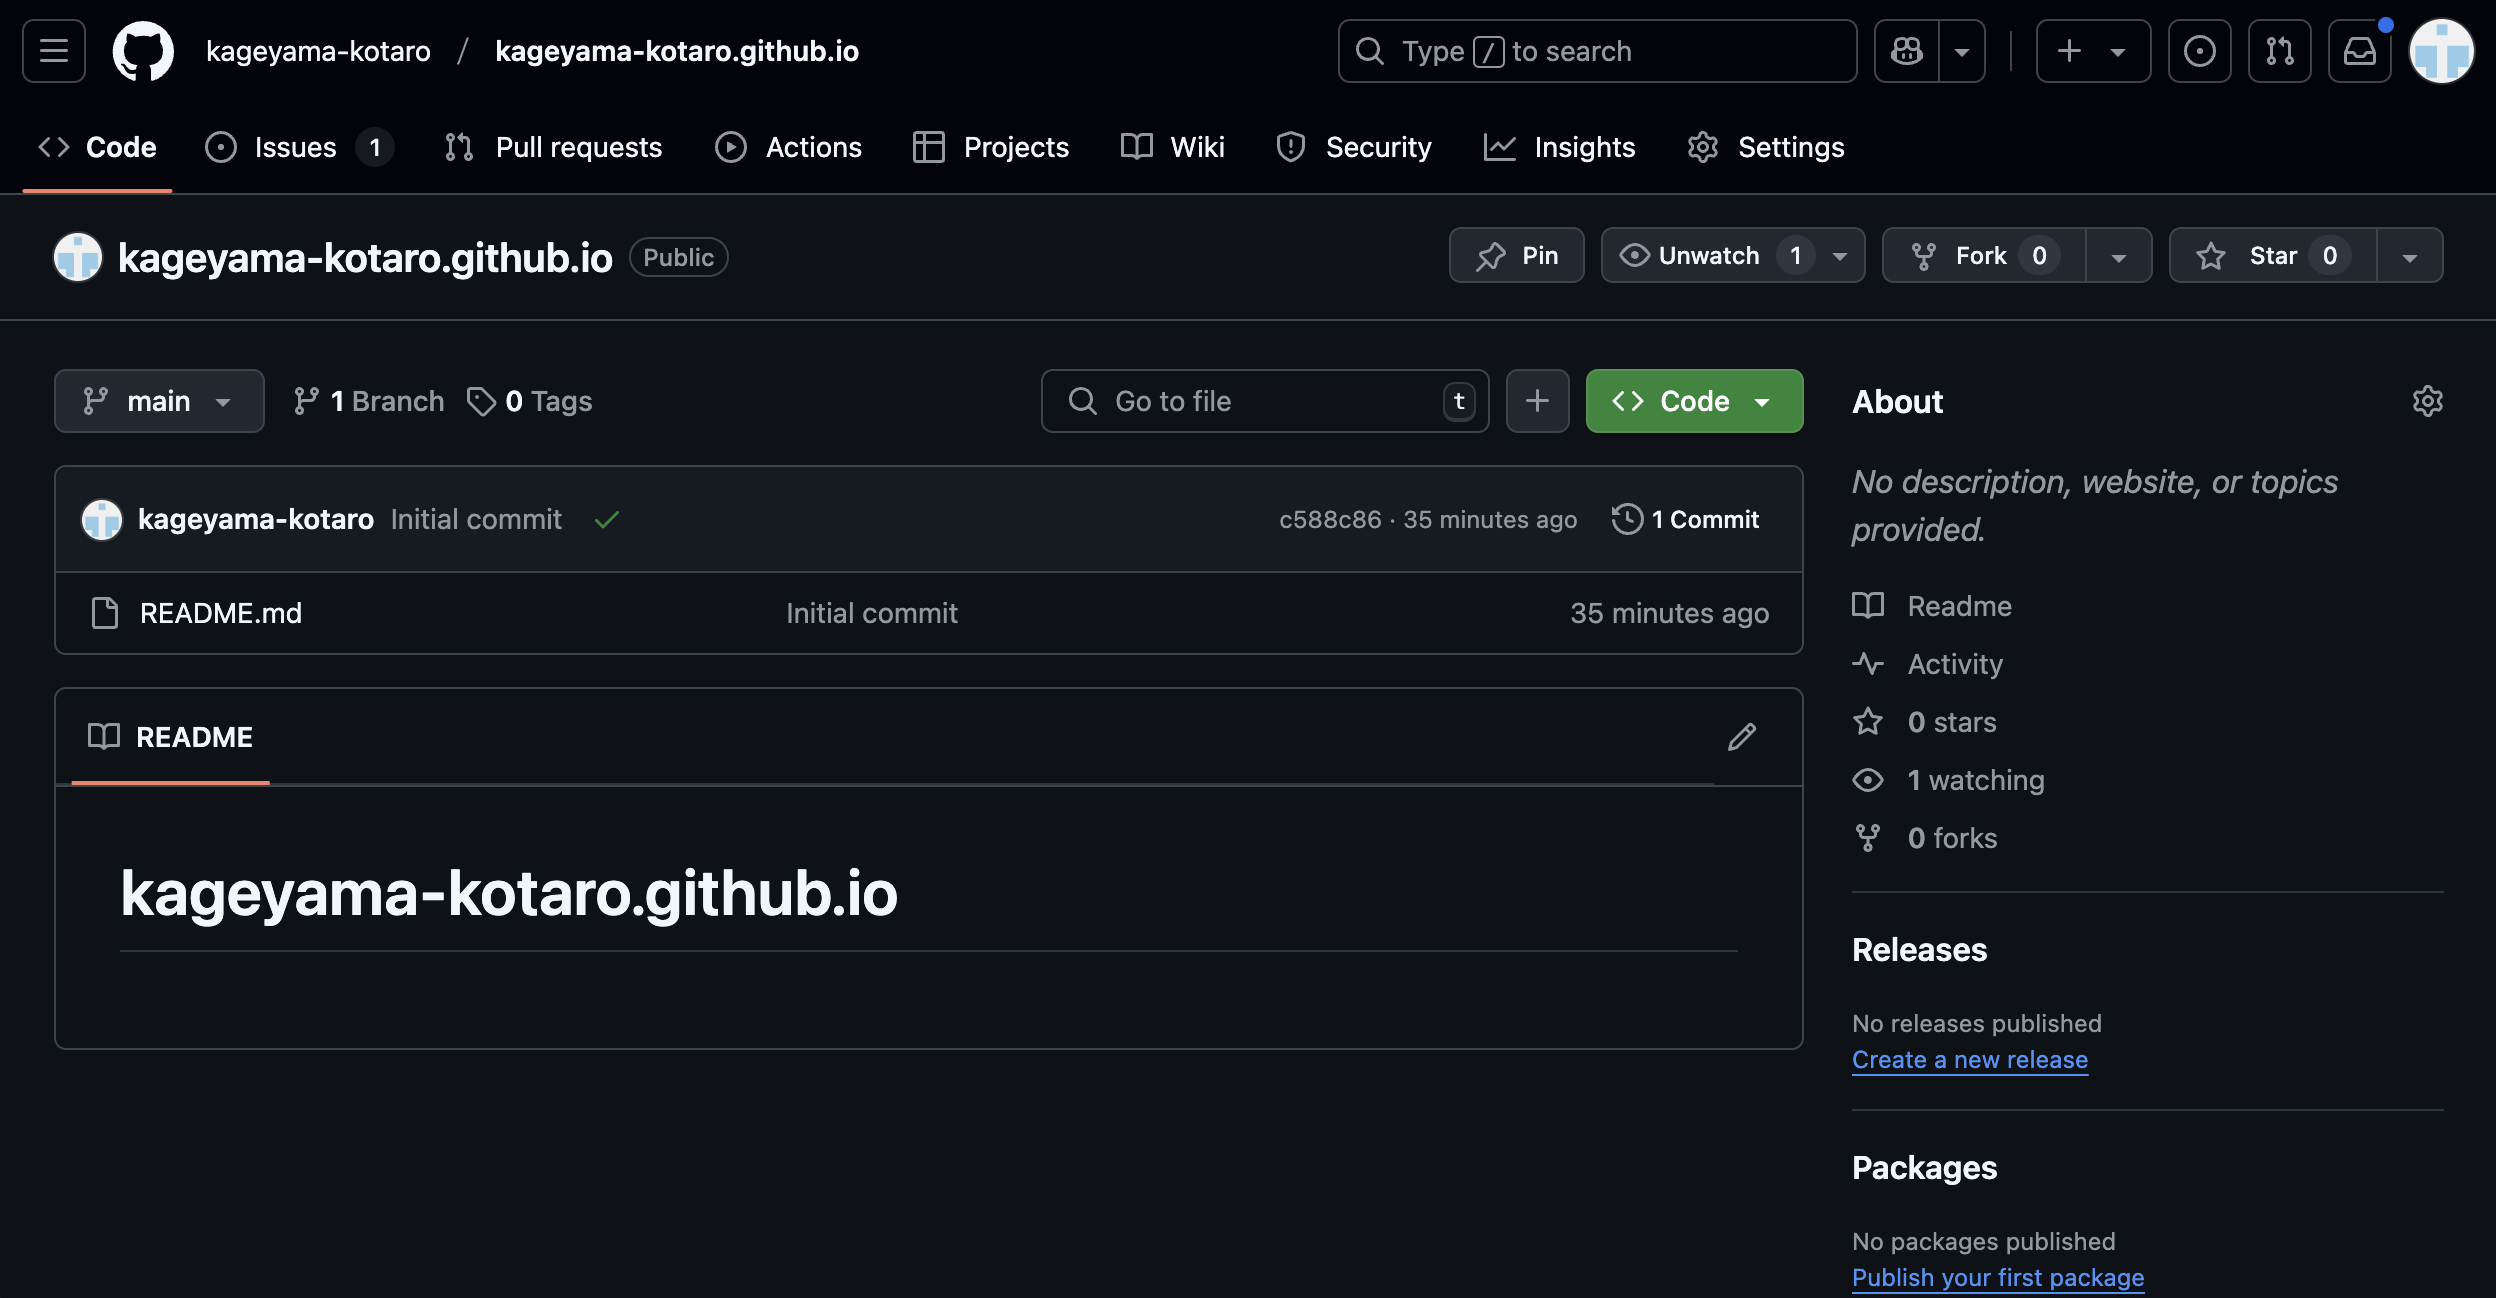 kageyama-kotaro / kageyama-kotaro.github.io
Type / to search
Code Issues 1 Pull requests Actions Projects Wiki Security Insights Settings
kageyama-kotaro.github.io Public
Pin Unwatch 1 Fork 0 Star 0
main 1 Branch 0 Tags
Go to file t
Code
kageyama-kotaro Initial commit c588c86 · 35 minutes ago 1 Commit
README.md Initial commit 35 minutes ago
README
kageyama-kotaro.github.io
About
No description, website, or topics
provided.
Readme
Activity
0 stars
1 watching
0 forks
Releases
No releases published
Create a new release
Packages
No packages published
Publish your first package